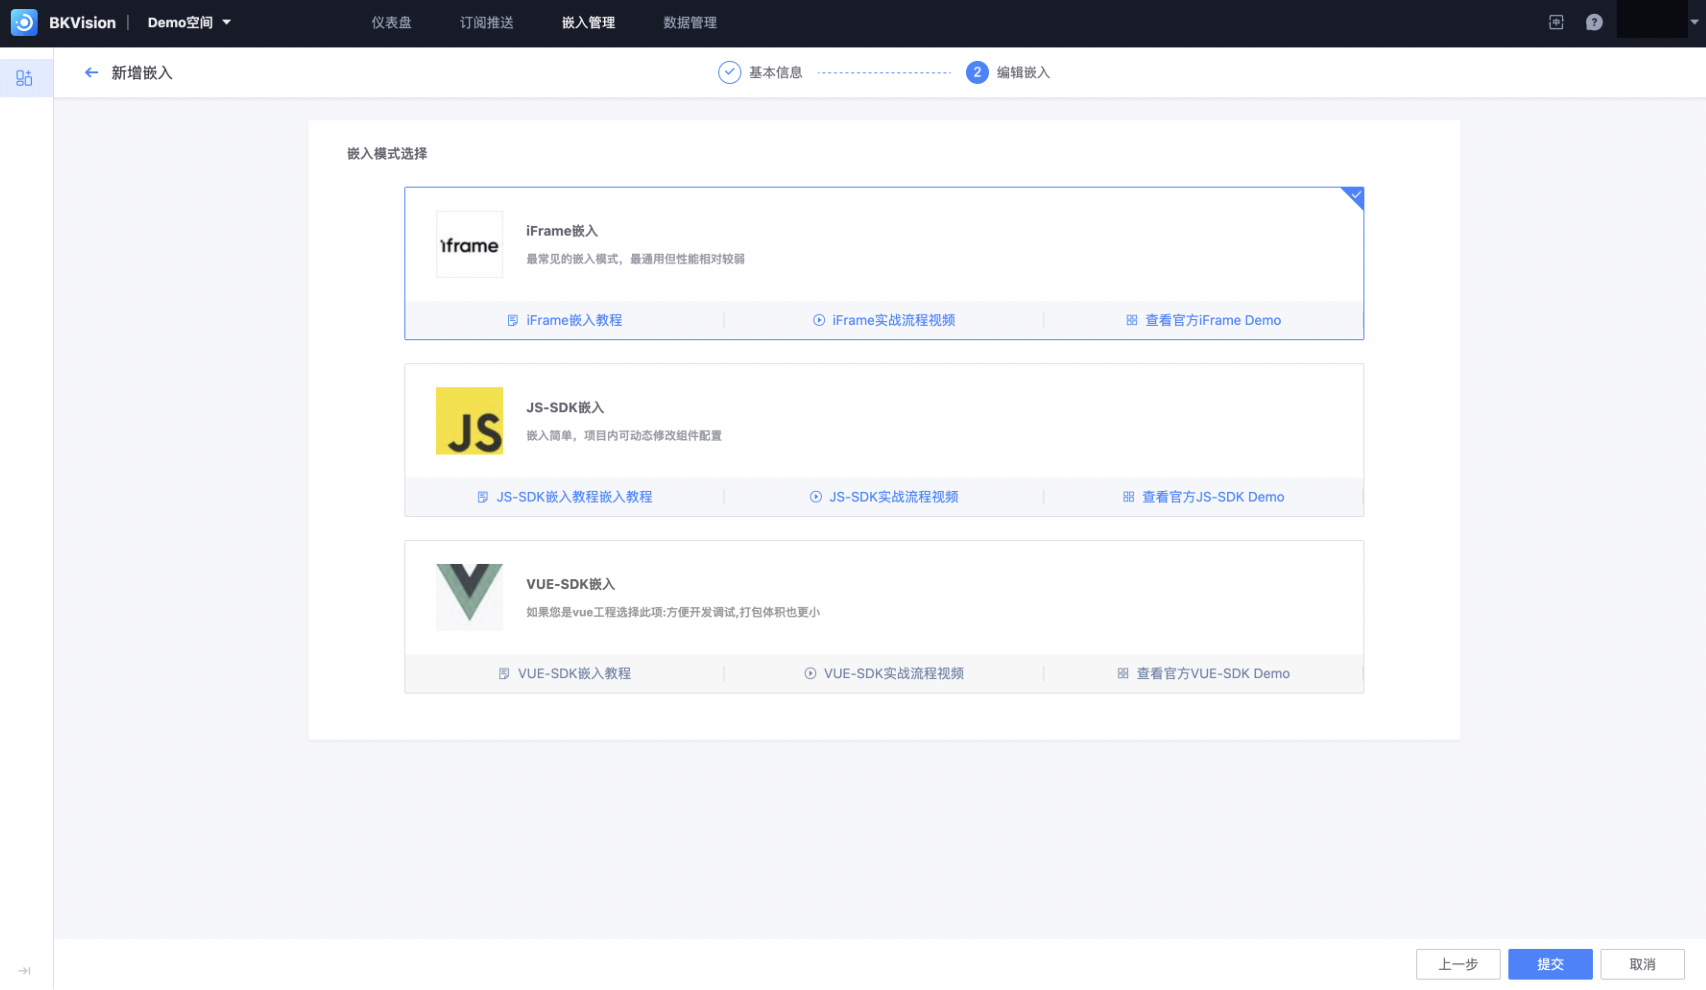 BKVision Demo空间 仪表盘 订阅推送 嵌入管理 数据管理
新增嵌入 基本信息 2 编辑嵌入
嵌入模式选择
iframe
iFrame嵌入
最常见的嵌入模式，最通用但性能相对较弱
iFrame嵌入教程 iFrame实战流程视频 查看官方iFrame Demo
JS
JS-SDK嵌入
嵌入简单，项目内可动态修改组件配置
JS-SDK嵌入教程嵌入教程 JS-SDK实战流程视频 查看官方JS-SDK Demo
VUE-SDK嵌入
如果您是vue工程选择此项:方便开发调试,打包体积也更小
VUE-SDK嵌入教程 VUE-SDK实战流程视频 查看官方VUE-SDK Demo
上一步 提交 取消